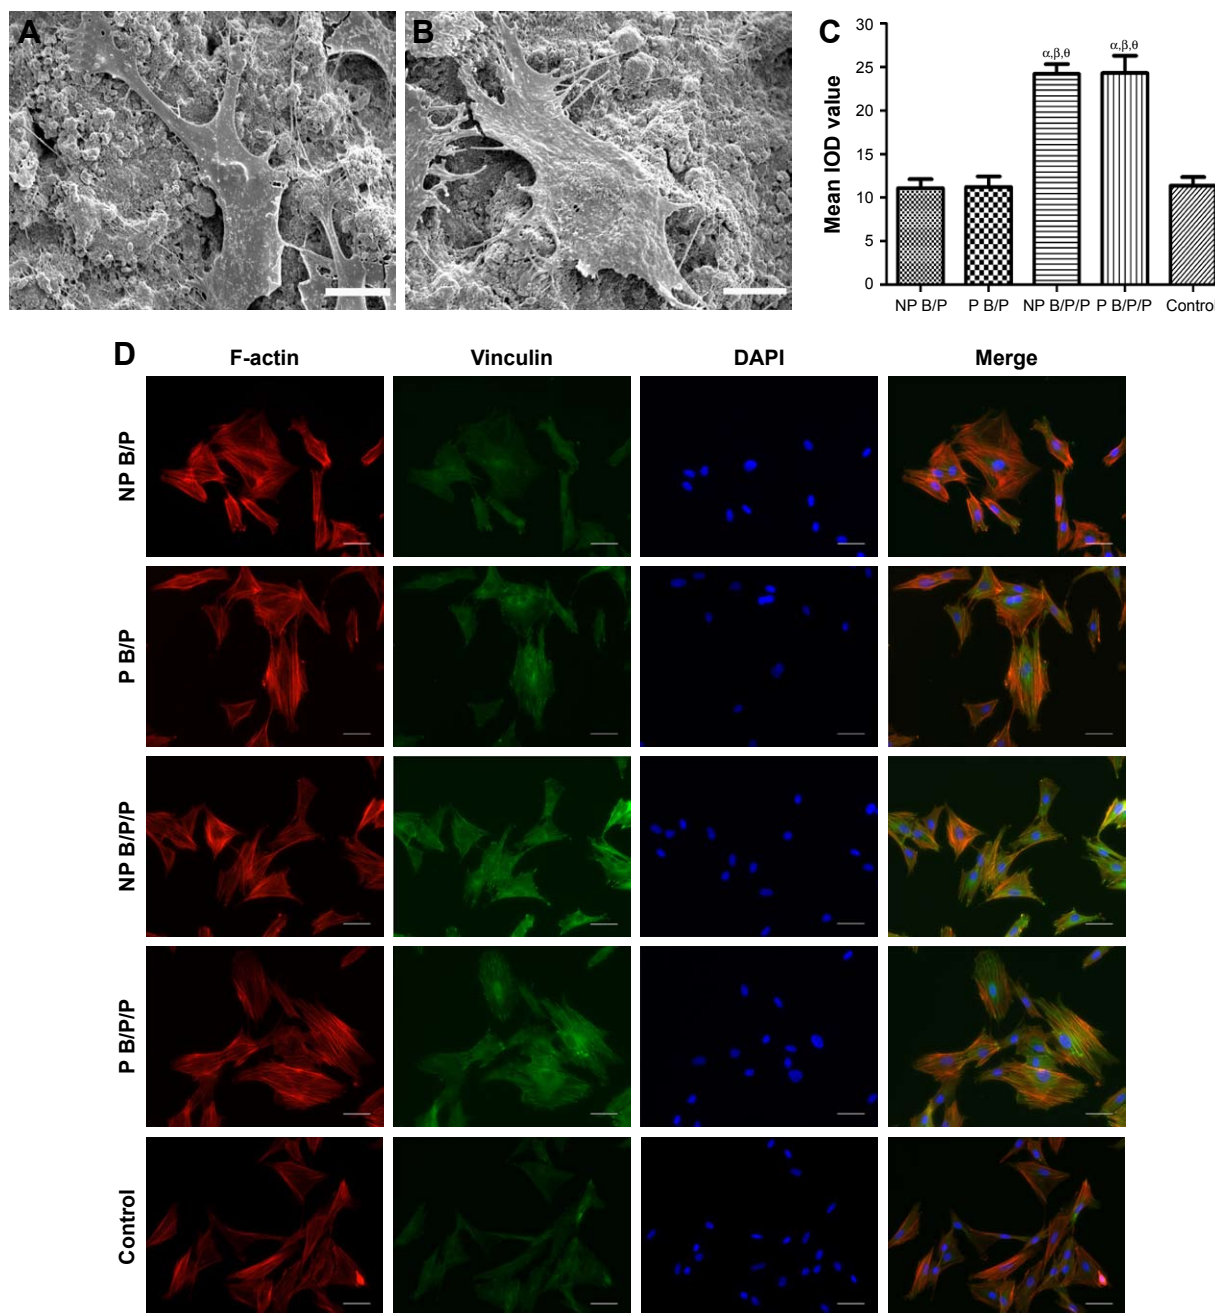 A
B
C
Mean IOD value
30
25
20
15
10
5
0
α,β,θ
α,β,θ
NP B/P
P B/P
NP B/P/P
P B/P/P
Control
D
F-actin
Vinculin
DAPI
Merge
NP B/P
P B/P
NP B/P/P
P B/P/P
Control